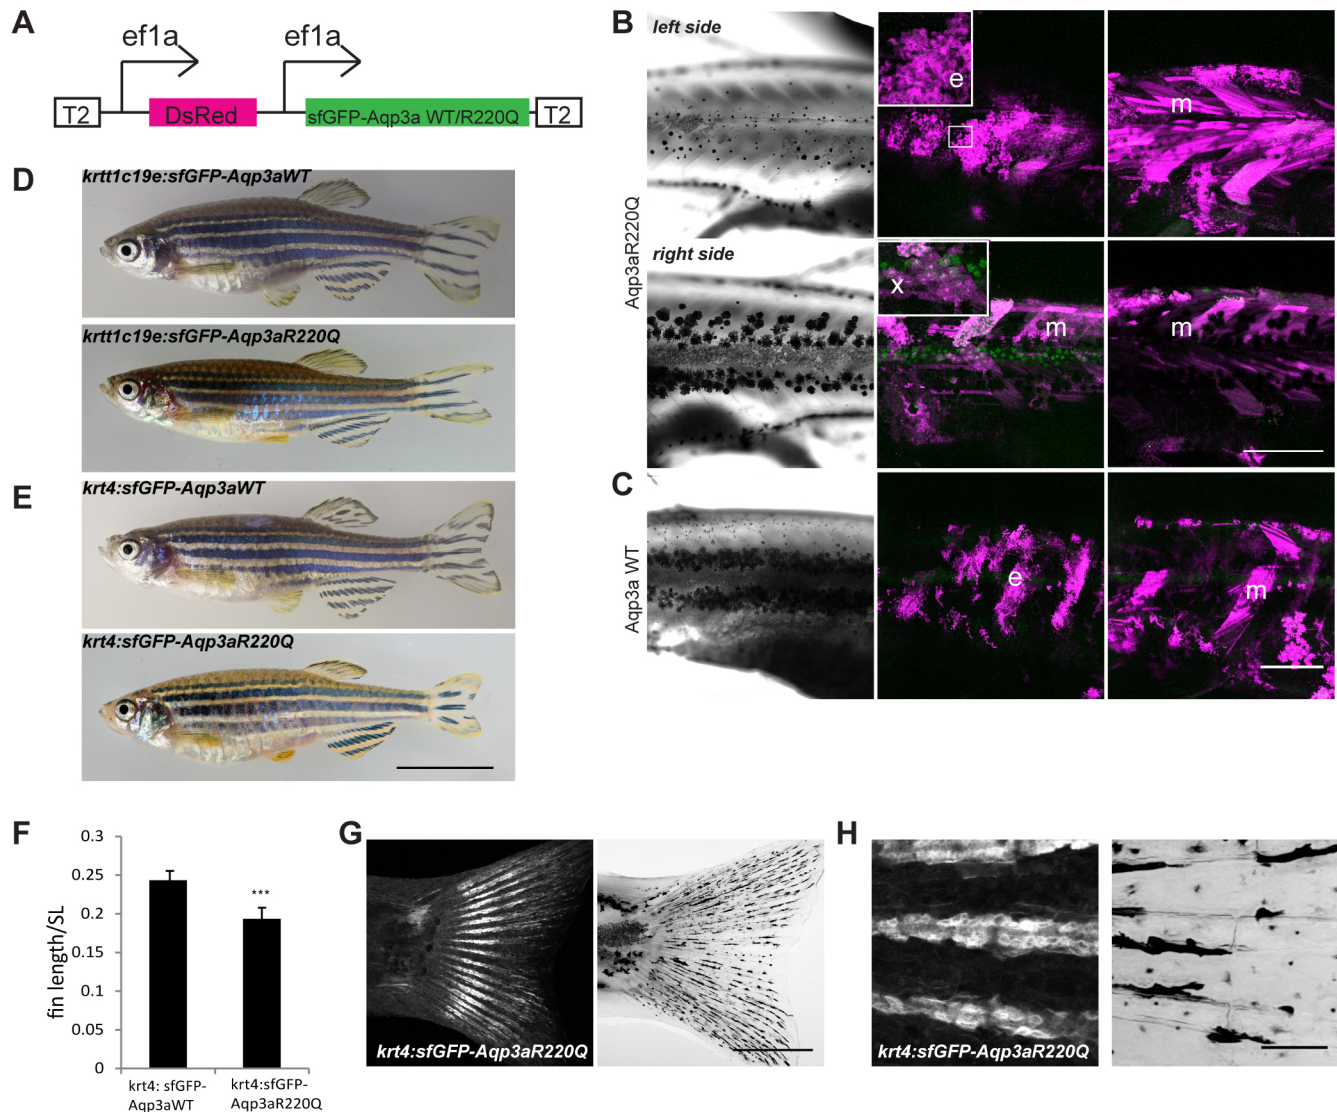 A
ef1a
ef1a
T2
DsRed
sfGFP-Aqp3a WT/R220Q
T2
B
left side
e
m
Aqp3aR220Q
right side
x
m
m
C
Aqp3a WT
e
m
D
krtt1c19e:sfGFP-Aqp3aWT
krtt1c19e:sfGFP-Aqp3aR220Q
E
krt4:sfGFP-Aqp3aWT
krt4:sfGFP-Aqp3aR220Q
F
fin length/SL
0.3
0.25
0.2
0.15
0.1
0.05
0
***
krt4: sfGFP-
Aqp3aWT
krt4:sfGFP-
Aqp3aR220Q
G
krt4:sfGFP-Aqp3aR220Q
H
krt4:sfGFP-Aqp3aR220Q